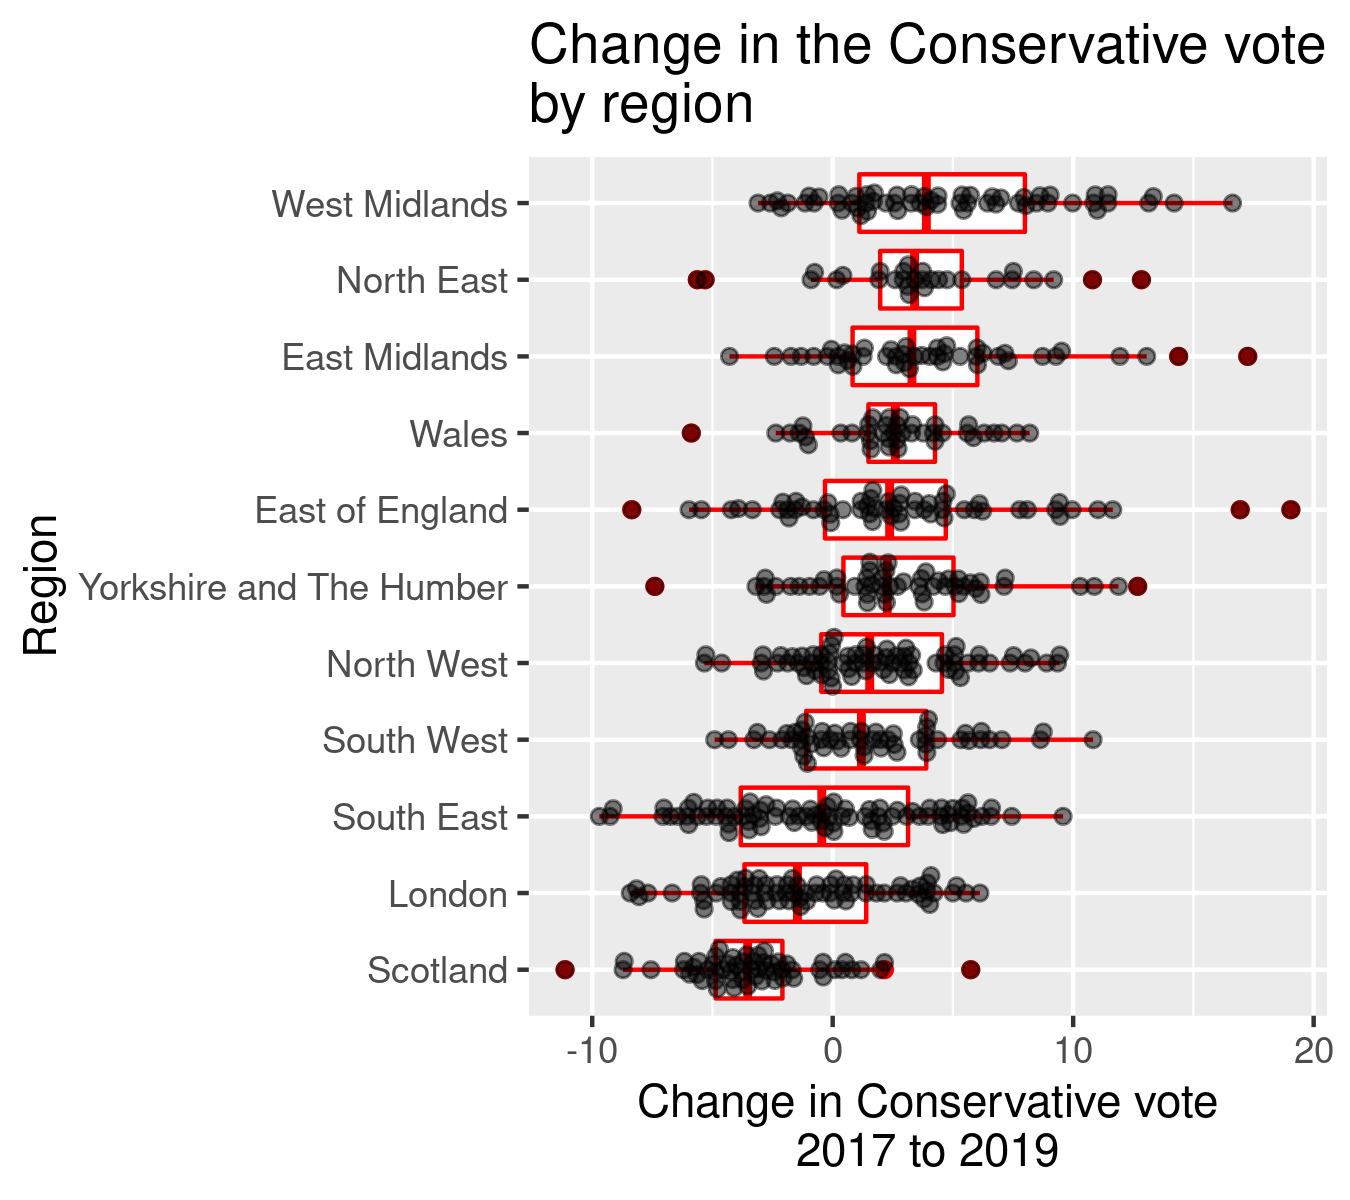 Change in the Conservative vote
by region
Region
West Midlands
North East
East Midlands
Wales
East of England
Yorkshire and The Humber
North West
South West
South East
London
Scotland
-10 0 10 20
Change in Conservative vote
2017 to 2019